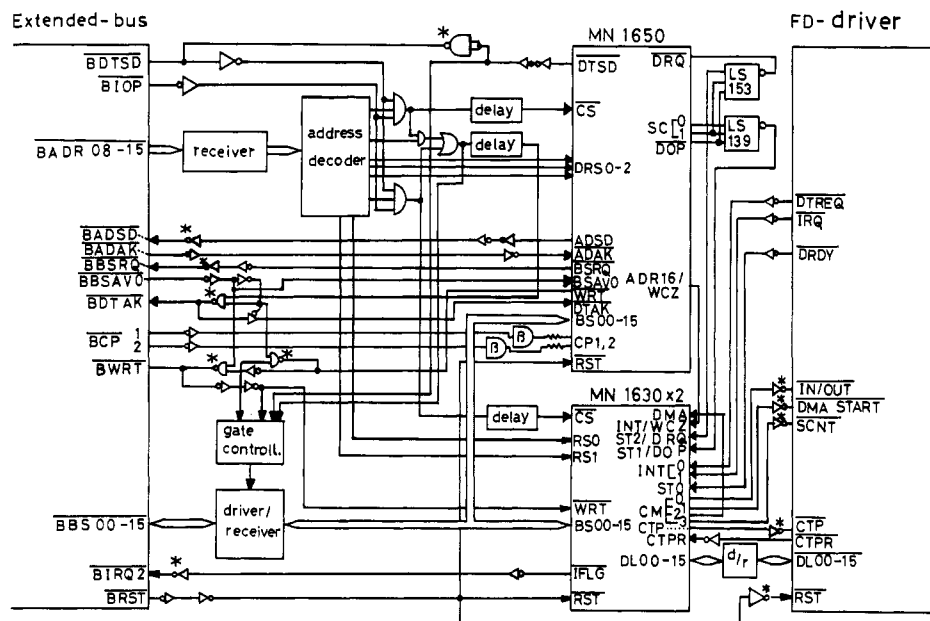 Extended-bus
FD-driver
MN 1650
BDTSD
BIOP
BADR 08-15
receiver
address
decoder
delay
delay
DTSD
CS
DRS0-2
DRQ
SC 0
1
DOP
LS
153
LS
139
DTREQ
IRQ
DRDY
BADSD
BADAK
BBSRQ
BBSAV0
BDTAK
BCP 1
2
BWRT
ADSD
ADAK
BSRQ
BSAV0
WRT
DTAK
BS00-15
ADR16/
WCZ
β
β
CP1,2
RST
MN 1630 x2
delay
CS
RS0
RS1
DMA
INT/WCZ
ST2/DRQ
ST1/DOP
INT 0
1
ST0
CM 0
2
3
gate
controll.
driver/
receiver
WRT
BS00-15
CTP
CTPR
DL00-15
d/r
IN/OUT
DMA START
SCNT
CTP
CTPR
DL00-15
BBS 00-15
BIRQ2
BRST
IFLG
RST
RST
*
*
*
*
*
*
*
*
*
*
*
*
*